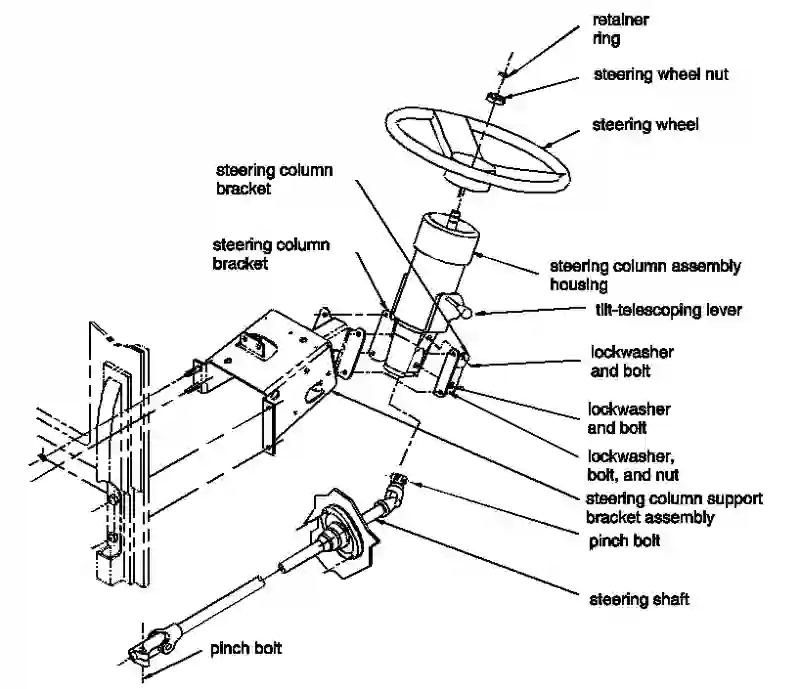 retainer
ring
steering wheel nut
steering wheel
steering column
bracket
steering column
bracket
steering column assembly
housing
tilt-telescoping lever
lockwasher
and bolt
lockwasher
and bolt
lockwasher,
bolt, and nut
steering column support
bracket assembly
pinch bolt
steering shaft
pinch bolt